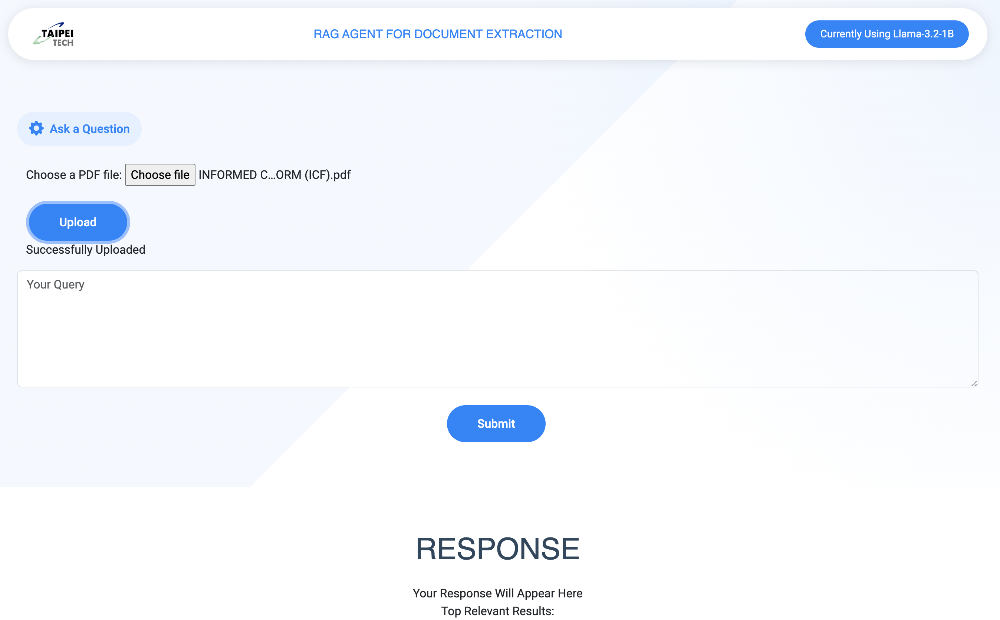 TAIPEI
TECH
RAG AGENT FOR DOCUMENT EXTRACTION
Currently Using Llama-3.2-1B
Ask a Question
Choose a PDF file: Choose file INFORMED C...ORM (ICF).pdf
Upload
Successfully Uploaded
Your Query
Submit
RESPONSE
Your Response Will Appear Here
Top Relevant Results: